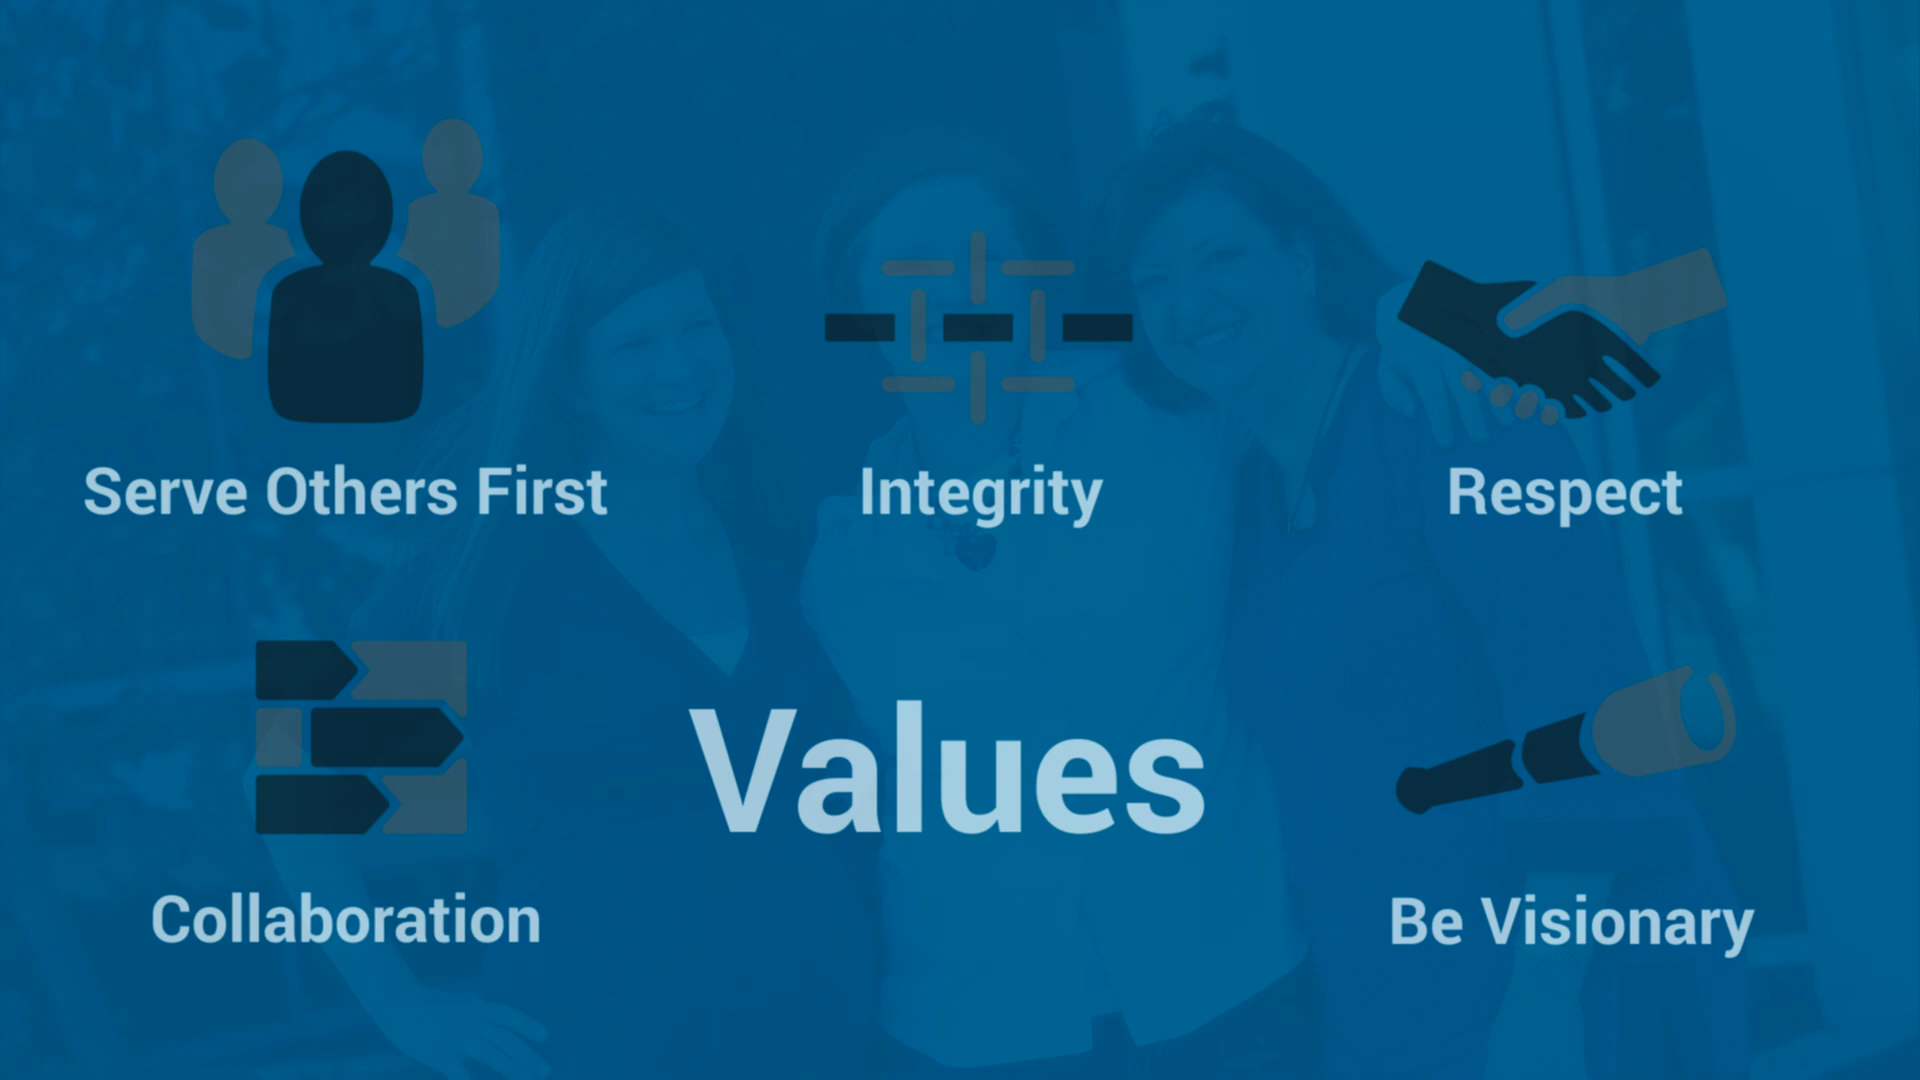 Serve Others First
Integrity
Respect
Collaboration
Values
Be Visionary